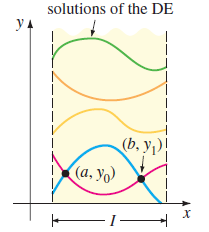 solutions of the DE
y
(b, y₁)
(a, y₀)
I
x